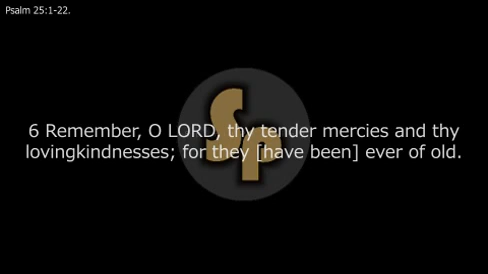 Psalm 25:1-22.
Sp
6 Remember, O LORD, thy tender mercies and thy
lovingkindnesses; for they [have been] ever of old.